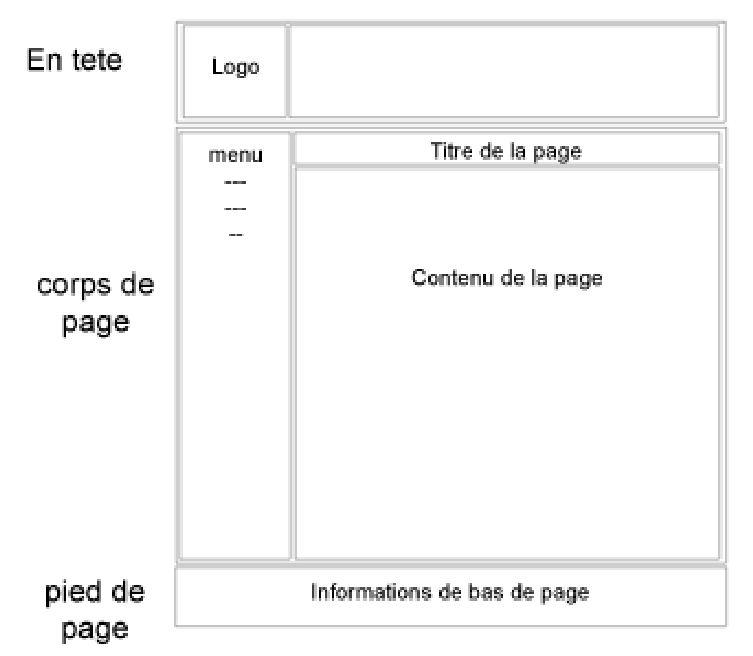 En tete
Logo
menu
---
---
--
Titre de la page
corps de
page
Contenu de la page
pied de
page
Informations de bas de page